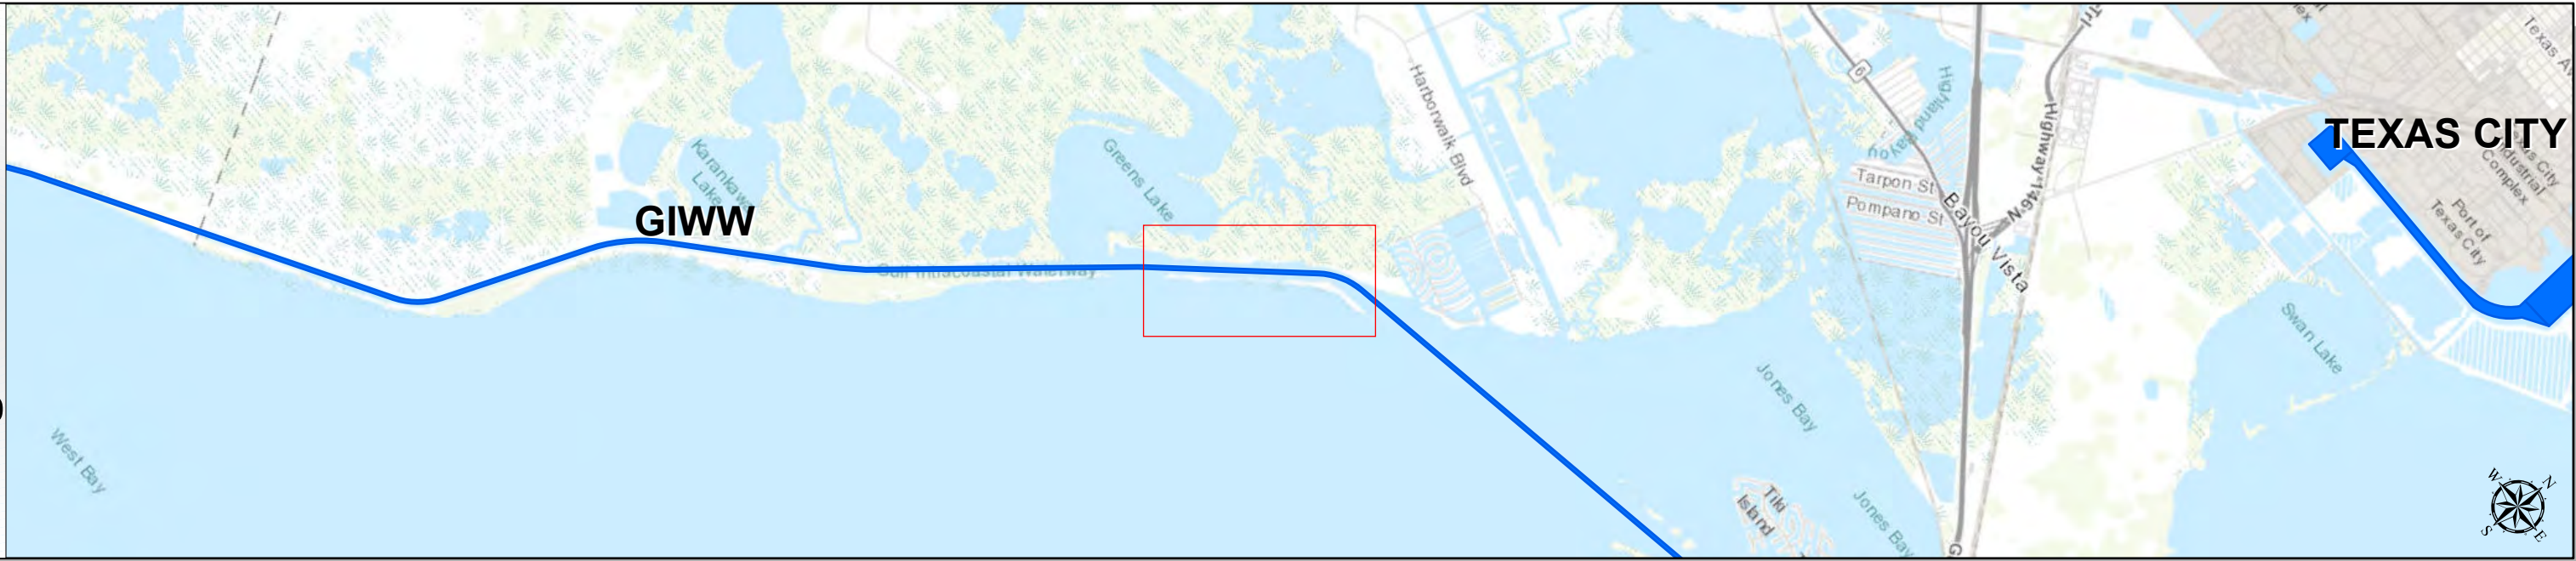 TEXAS CITY
GIWW
Karankawa
Lake
Greens Lake
Harborwalk Blvd
6
Highland Bayou
Tarpon St
Pompano St
Bayou Vista
Highway 146 N
Texas City
Industrial
Complex
Port of
Texas City
Swan Lake
Gulf Intracoastal Waterway
Jones Bay
Jones Bay
Tiki
Island
West Bay
W
N
S
E